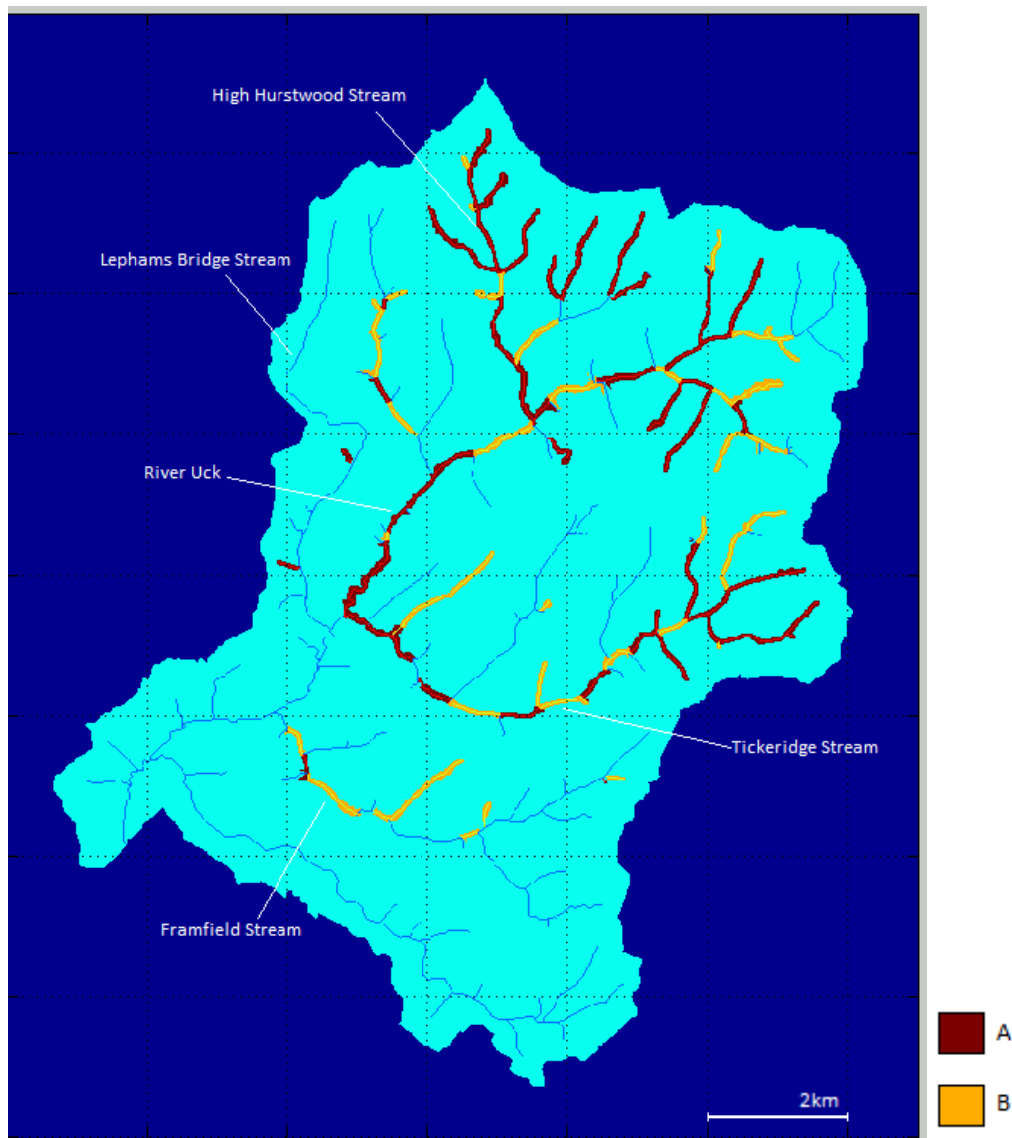 High Hurstwood Stream
Lephams Bridge Stream
River Uck
Tickeridge Stream
Framfield Stream
A
B
2km